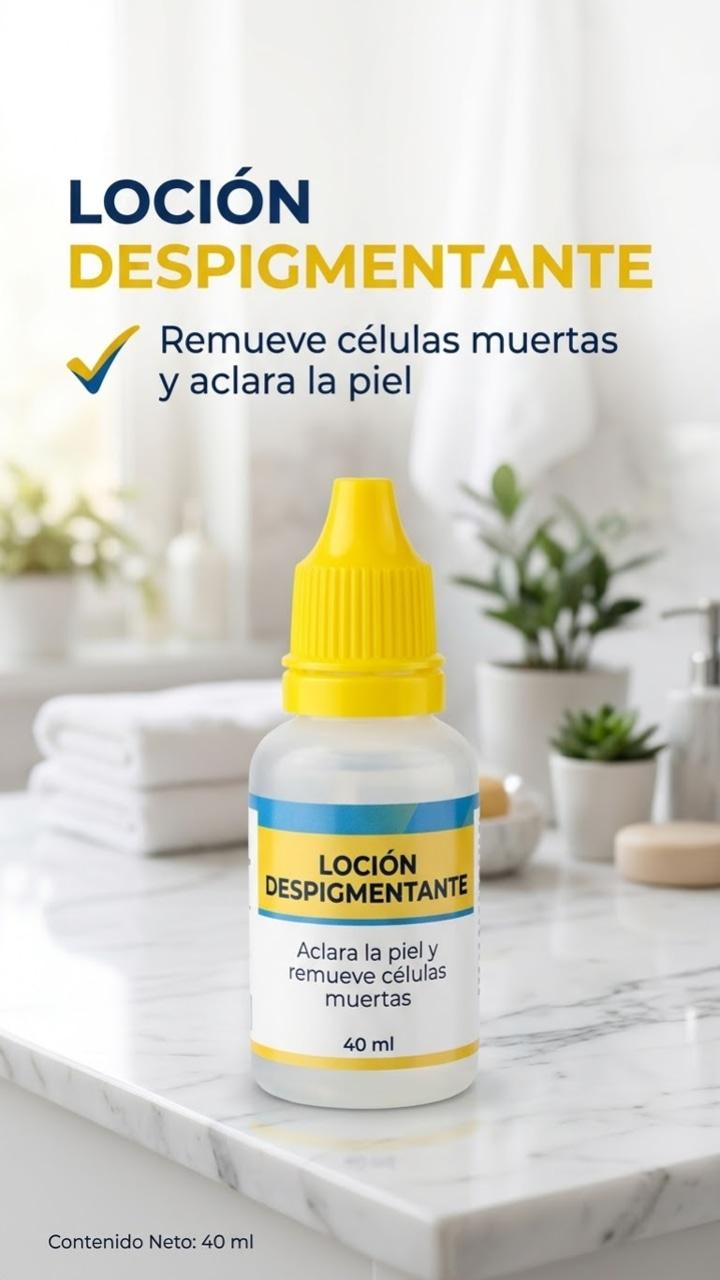 LOCIÓN
DESPIGMENTANTE
Remueve células muertas
y aclara la piel
LOCIÓN
DESPIGMENTANTE
Aclara la piel y
remueve células
muertas
40 ml
Contenido Neto: 40 ml